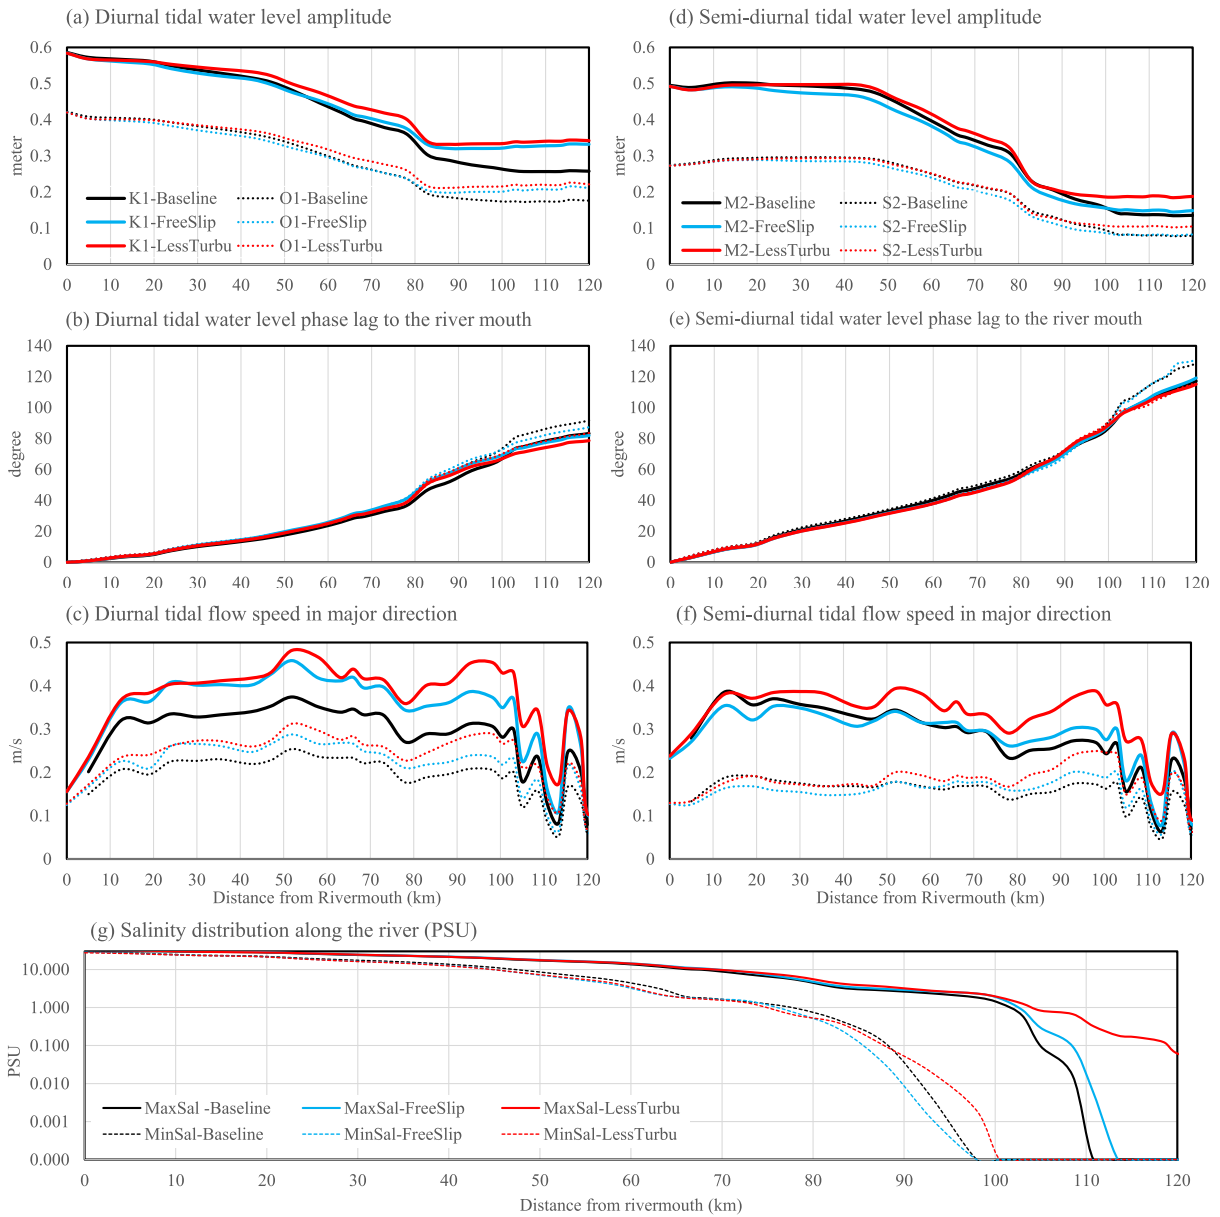 (a) Diurnal tidal water level amplitude
0.6
0.5
0.4
0.3
0.2
0.1
0
meter
K1-Baseline
O1-Baseline
K1-FreeSlip
O1-FreeSlip
K1-LessTurbu
O1-LessTurbu
0 10 20 30 40 50 60 70 80 90 100 110 120
(d) Semi-diurnal tidal water level amplitude
0.6
0.5
0.4
0.3
0.2
0.1
0
meter
M2-Baseline
S2-Baseline
M2-FreeSlip
S2-FreeSlip
M2-LessTurbu
S2-LessTurbu
0 10 20 30 40 50 60 70 80 90 100 110 120
(b) Diurnal tidal water level phase lag to the river mouth
140
120
100
80
60
40
20
0
degree
0 10 20 30 40 50 60 70 80 90 100 110 120
(e) Semi-diurnal tidal water level phase lag to the river mouth
140
120
100
80
60
40
20
0
degree
0 10 20 30 40 50 60 70 80 90 100 110 120
(c) Diurnal tidal flow speed in major direction
0.5
0.4
0.3
0.2
0.1
0
m/s
0 10 20 30 40 50 60 70 80 90 100 110 120
Distance from Rivermouth (km)
(f) Semi-diurnal tidal flow speed in major direction
0.5
0.4
0.3
0.2
0.1
0
m/s
0 10 20 30 40 50 60 70 80 90 100 110 120
Distance from Rivermouth (km)
(g) Salinity distribution along the river (PSU)
10.000
1.000
0.100
0.010
0.001
0.000
PSU
MaxSal -Baseline
MaxSal-FreeSlip
MaxSal-LessTurbu
MinSal-Baseline
MinSal-FreeSlip
MinSal-LessTurbu
0 10 20 30 40 50 60 70 80 90 100 110 120
Distance from rivermouth (km)